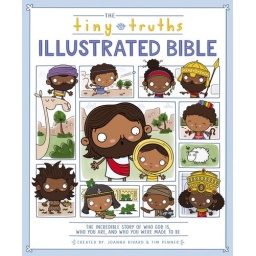 THE
tiny truths
ILLUSTRATED BIBLE
THE INCREDIBLE STORY OF WHO GOD IS,
WHO YOU ARE, AND WHO YOU WERE MADE TO BE
CREATED BY: JOANNA RIVARD & TIM PENNER